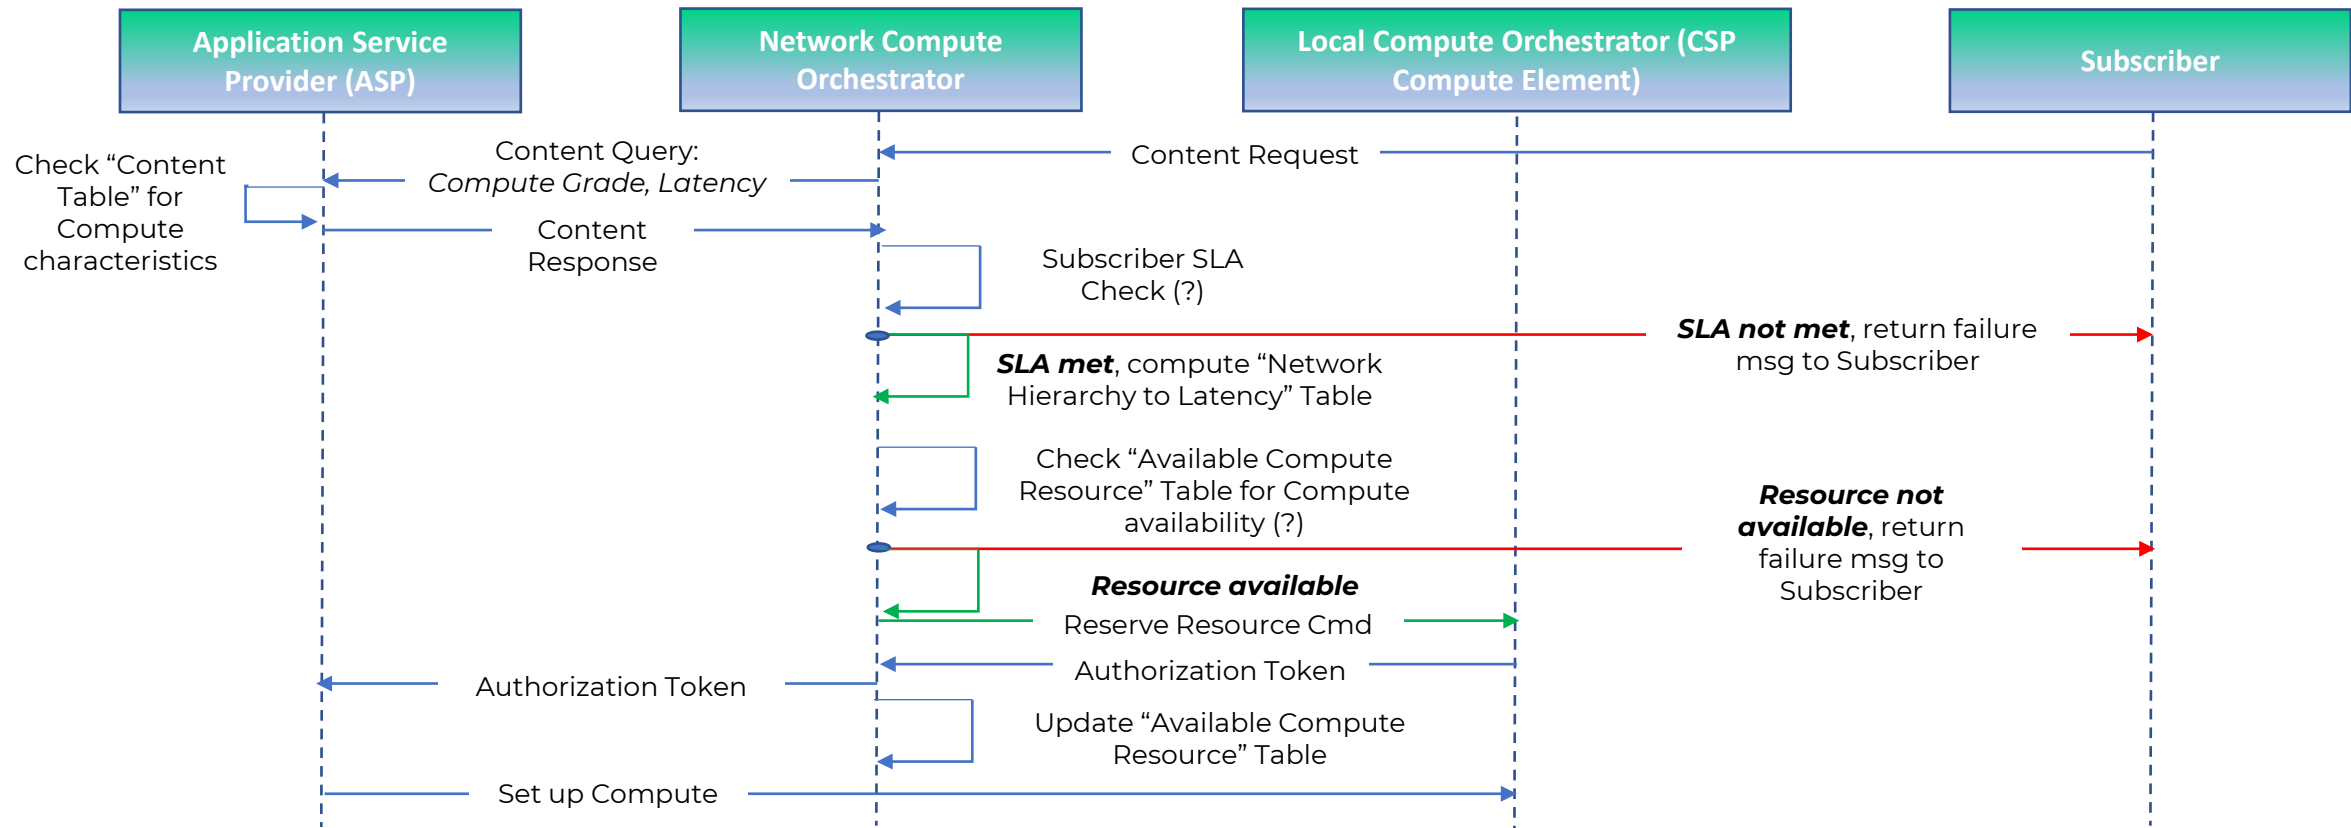 Application Service
Provider (ASP)
Network Compute
Orchestrator
Local Compute Orchestrator (CSP
Compute Element)
Subscriber
Content Request
Content Query:
Compute Grade, Latency
Check “Content
Table” for
Compute
characteristics
Content
Response
Subscriber SLA
Check (?)
SLA not met, return failure
msg to Subscriber
SLA met, compute “Network
Hierarchy to Latency” Table
Check “Available Compute
Resource” Table for Compute
availability (?)
Resource not
available, return
failure msg to
Subscriber
Resource available
Reserve Resource Cmd
Authorization Token
Authorization Token
Update “Available Compute
Resource” Table
Set up Compute